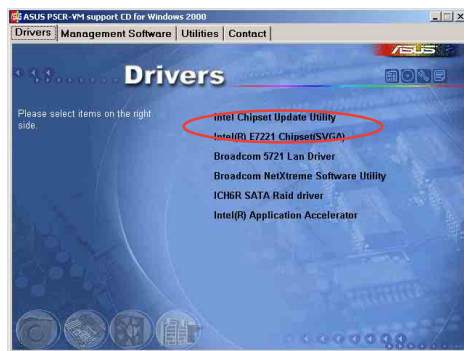 ASUS PSCR-VM support CD for Windows 2000
Drivers
Management Software
Utilities
Contact
ASUS
Drivers
Please select items on the right
side.
Intel Chipset Update Utility
Intel(R) E7221 Chipset(SVGA)
Broadcom 5721 Lan Driver
Broadcom NetXtreme Software Utility
ICH6R SATA Raid driver
Intel(R) Application Accelerator